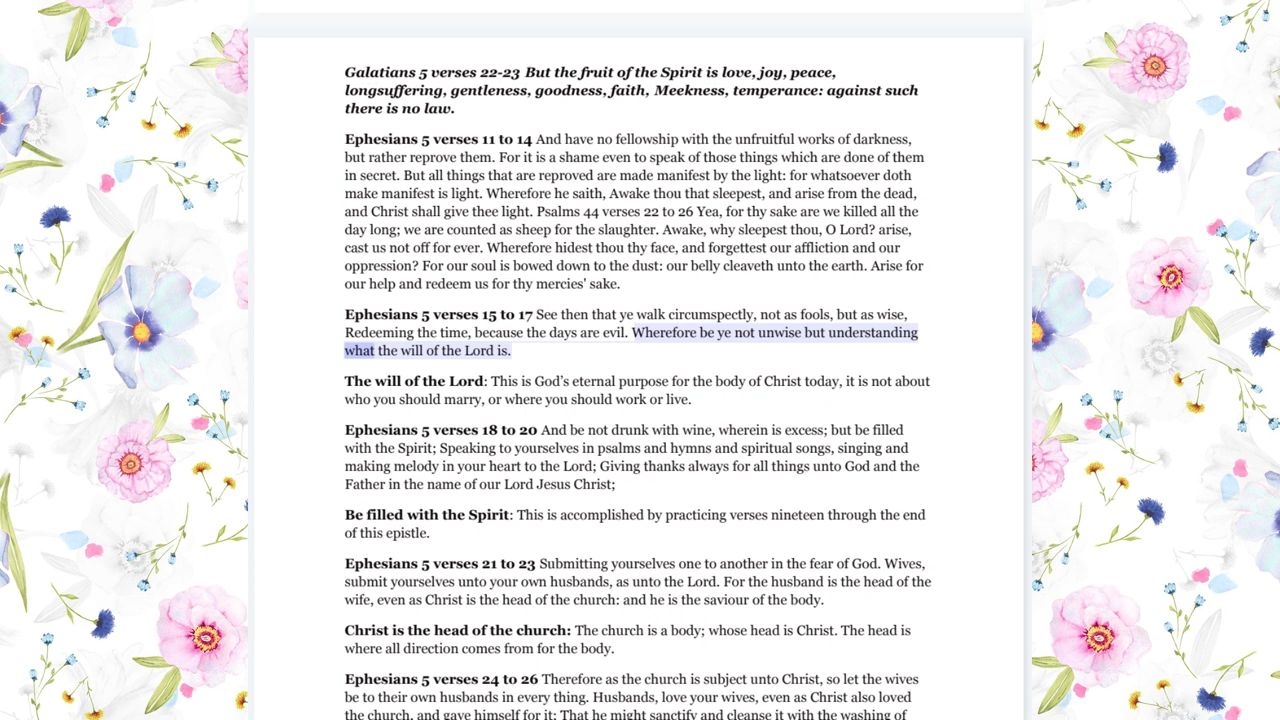 Galatians 5 verses 22-23 But the fruit of the Spirit is love, joy, peace,
longsuffering, gentleness, goodness, faith, Meekness, temperance: against such
there is no law.
Ephesians 5 verses 11 to 14 And have no fellowship with the unfruitful works of darkness,
but rather reprove them. For it is a shame even to speak of those things which are done of them
in secret. But all things that are reproved are made manifest by the light: for whatsoever doth
make manifest is light. Wherefore he saith, Awake thou that sleepest, and arise from the dead,
and Christ shall give thee light. Psalms 44 verses 22 to 26 Yea, for thy sake are we killed all the
day long; we are counted as sheep for the slaughter. Awake, why sleepest thou, O Lord? arise,
cast us not off for ever. Wherefore hidest thou thy face, and forgettest our affliction and our
oppression? For our soul is bowed down to the dust: our belly cleaveth unto the earth. Arise for
our help and redeem us for thy mercies' sake.
Ephesians 5 verses 15 to 17 See then that ye walk circumspectly, not as fools, but as wise,
Redeeming the time, because the days are evil. Wherefore be ye not unwise but understanding
what the will of the Lord is.
The will of the Lord: This is God’s eternal purpose for the body of Christ today, it is not about
who you should marry, or where you should work or live.
Ephesians 5 verses 18 to 20 And be not drunk with wine, wherein is excess; but be filled
with the Spirit; Speaking to yourselves in psalms and hymns and spiritual songs, singing and
making melody in your heart to the Lord; Giving thanks always for all things unto God and the
Father in the name of our Lord Jesus Christ;
Be filled with the Spirit: This is accomplished by practicing verses nineteen through the end
of this epistle.
Ephesians 5 verses 21 to 23 Submitting yourselves one to another in the fear of God. Wives,
submit yourselves unto your own husbands, as unto the Lord. For the husband is the head of the
wife, even as Christ is the head of the church: and he is the saviour of the body.
Christ is the head of the church: The church is a body; whose head is Christ. The head is
where all direction comes from for the body.
Ephesians 5 verses 24 to 26 Therefore as the church is subject unto Christ, so let the wives
be to their own husbands in every thing. Husbands, love your wives, even as Christ also loved
the church, and gave himself for it; That he might sanctify and cleanse it with the washing of